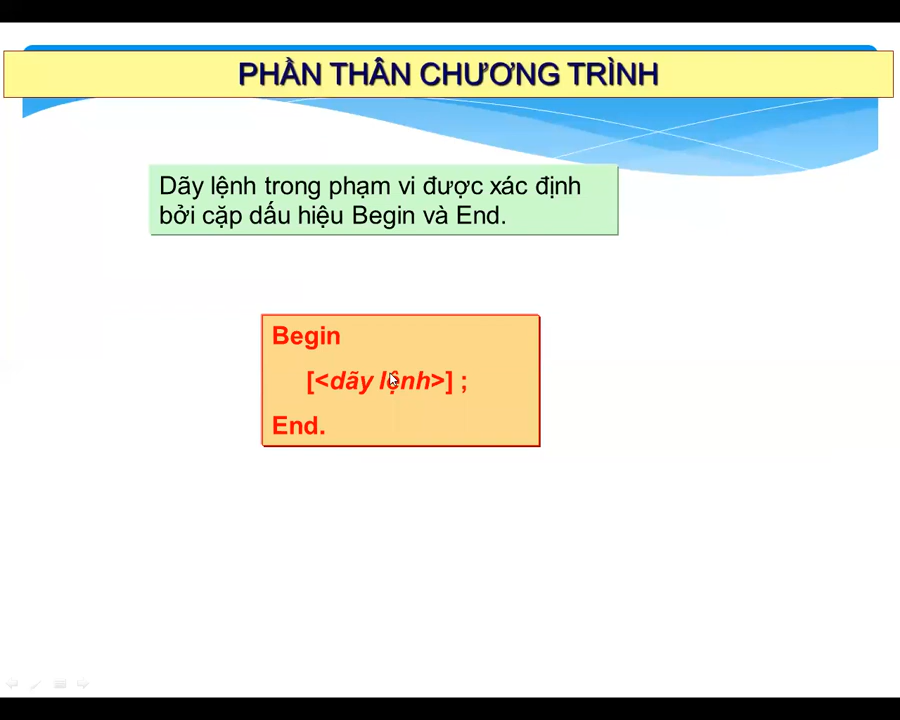 PHẦN THÂN CHƯƠNG TRÌNH
Dãy lệnh trong phạm vi được xác định
bởi cặp dấu hiệu Begin và End.
Begin
[<dãy lệnh>] ;
End.